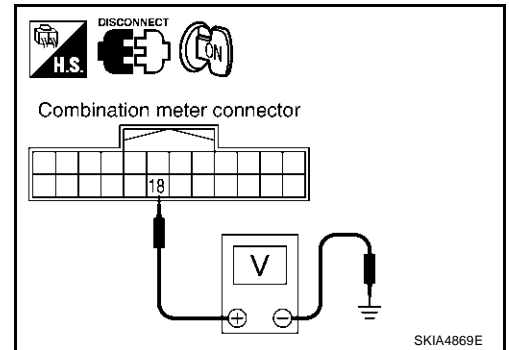 DISCONNECT
H.S.
ON
Combination meter connector
18
V
+ −
SKIA4869E